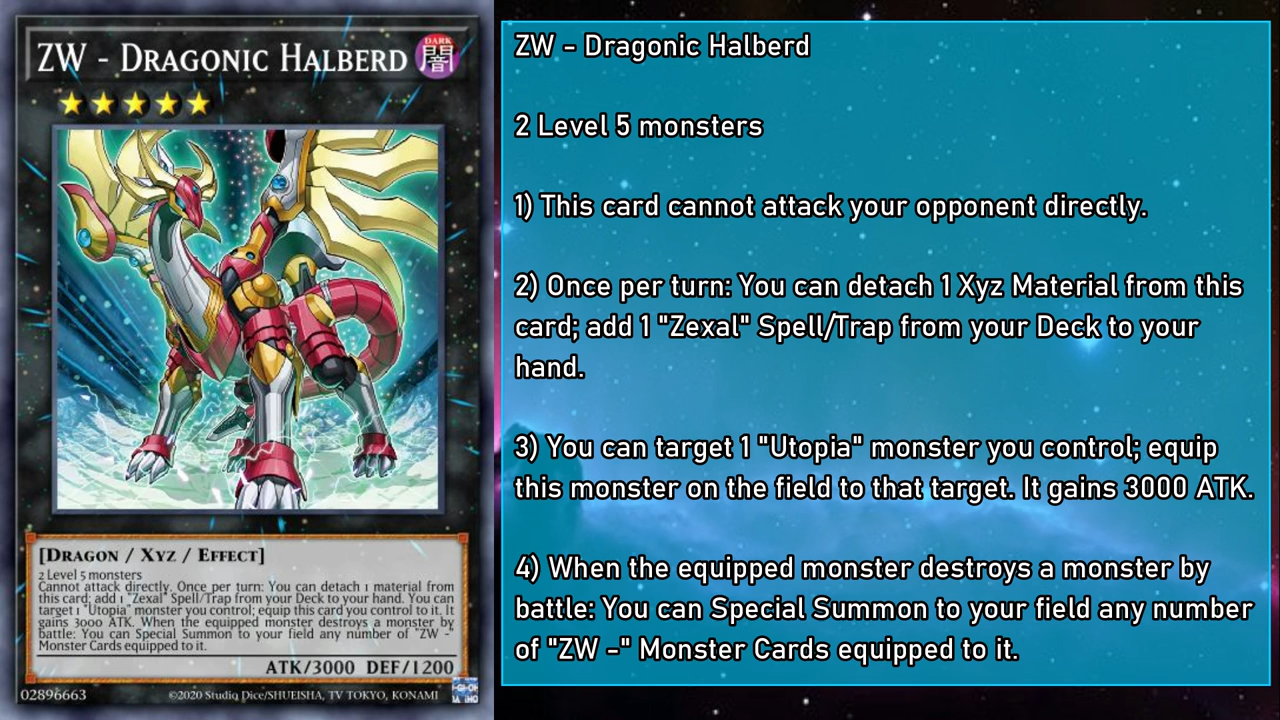 ZW - Dragonic Halberd
DARK
闇
[Dragon / Xyz / Effect]
2 Level 5 monsters
Cannot attack directly. Once per turn: You can detach 1 material from
this card; add 1 "Zexal" Spell/Trap from your Deck to your hand. You can
target 1 "Utopia" monster you control; equip this card you control to it. It
gains 3000 ATK. When the equipped monster destroys a monster by
battle: You can Special Summon to your field any number of "ZW -"
Monster Cards equipped to it.
ATK/3000 DEF/1200
02896663
©2020 Studio Dice/SHUEISHA, TV TOKYO, KONAMI
ZW - Dragonic Halberd
2 Level 5 monsters
1) This card cannot attack your opponent directly.
2) Once per turn: You can detach 1 Xyz Material from this
card; add 1 "Zexal" Spell/Trap from your Deck to your
hand.
3) You can target 1 "Utopia" monster you control; equip
this monster on the field to that target. It gains 3000 ATK.
4) When the equipped monster destroys a monster by
battle: You can Special Summon to your field any number
of "ZW -" Monster Cards equipped to it.